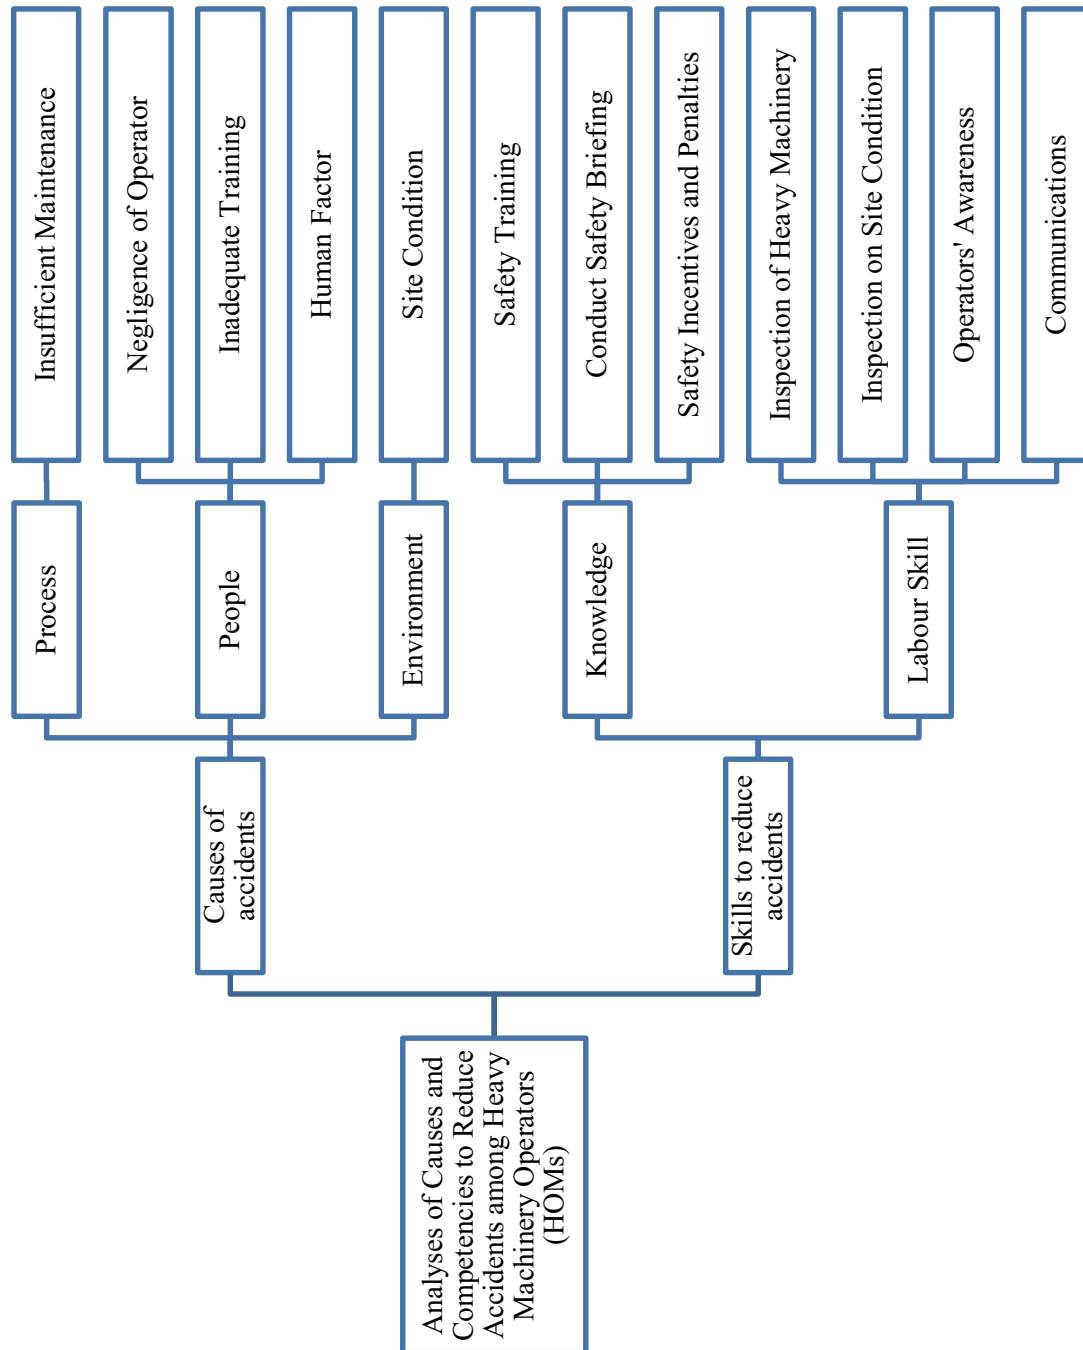 Analyses of Causes and
Competencies to Reduce
Accidents among Heavy
Machinery Operators
(HOMs)
Causes of
accidents
Skills to reduce
accidents
Process
People
Environment
Knowledge
Labour Skill
Insufficient Maintenance
Negligence of Operator
Inadequate Training
Human Factor
Site Condition
Safety Training
Conduct Safety Briefing
Safety Incentives and Penalties
Inspection of Heavy Machinery
Inspection on Site Condition
Operators' Awareness
Communications